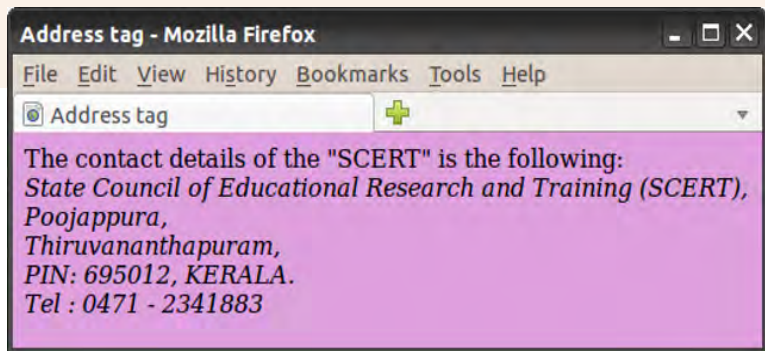 Address tag - Mozilla Firefox
File Edit View History Bookmarks Tools Help
Address tag
The contact details of the "SCERT" is the following:
State Council of Educational Research and Training (SCERT),
Poojappura,
Thiruvananthapuram,
PIN: 695012, KERALA.
Tel : 0471 - 2341883